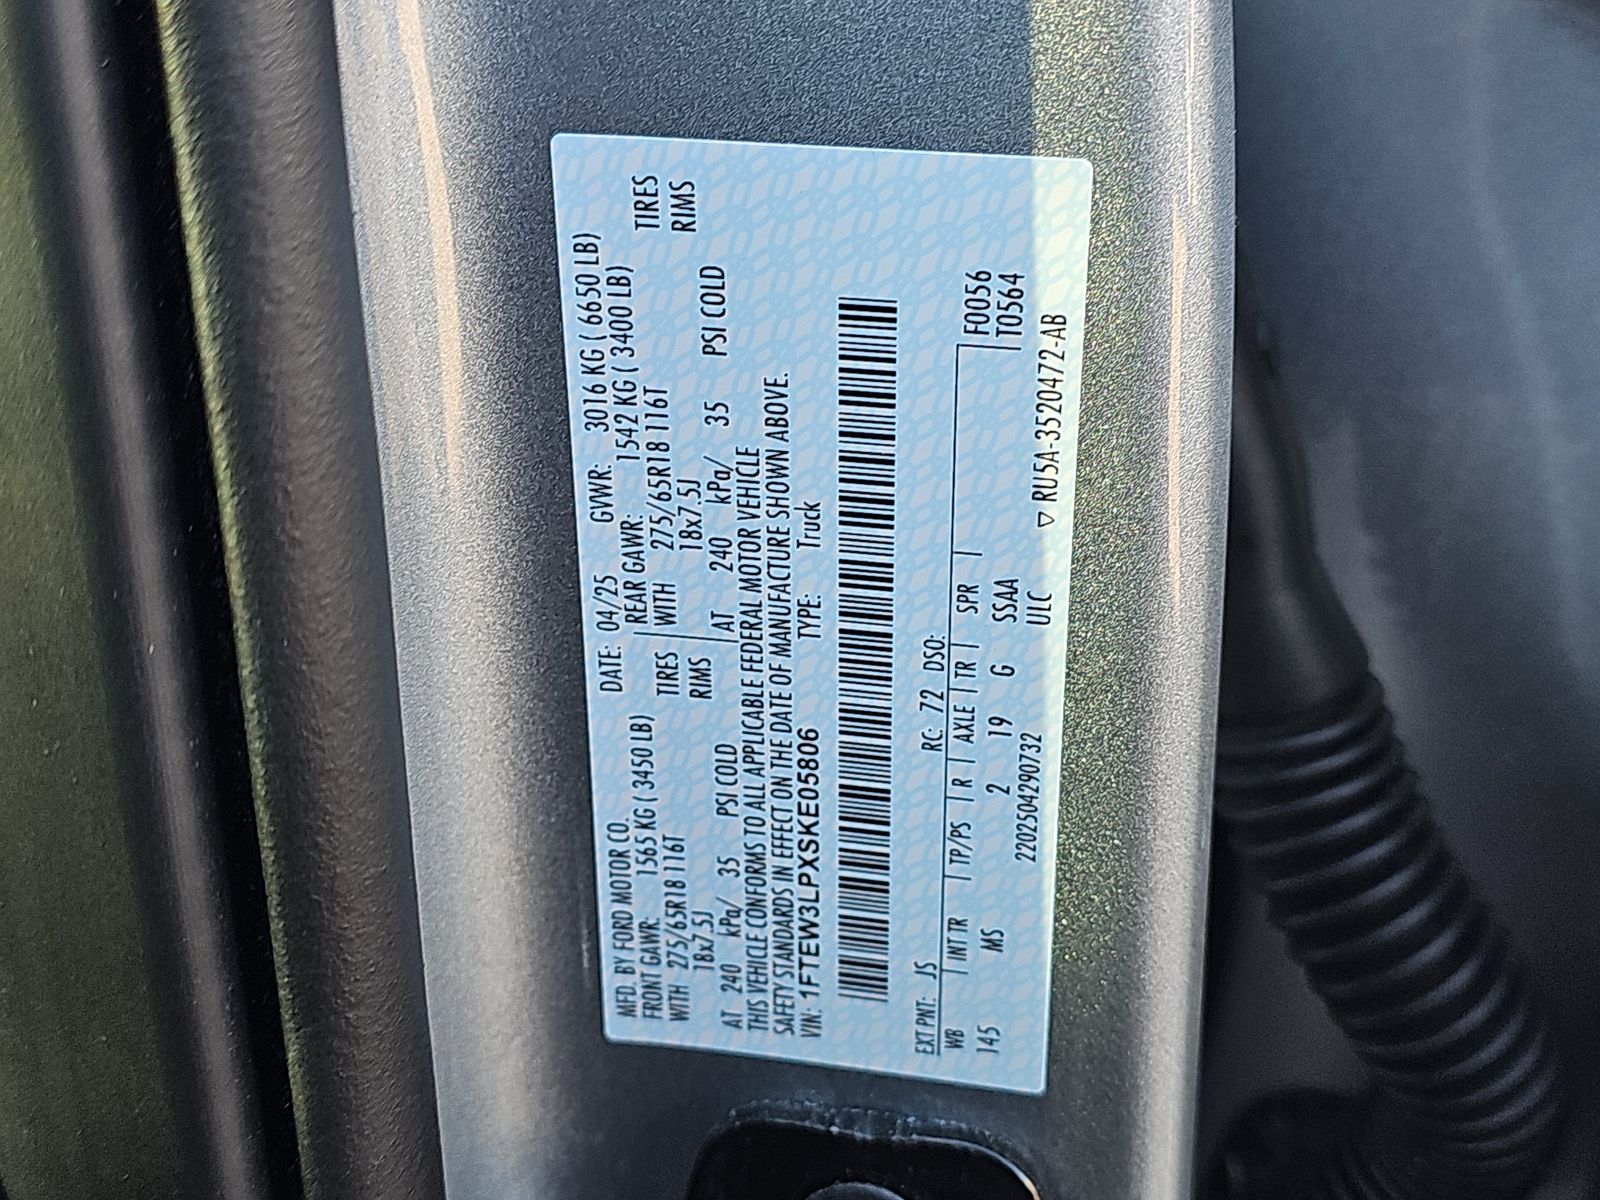 MFD. BY FORD MOTOR CO. DATE: 04/25 GWWR: 3016 KG ( 6650 LB)
FRONT GAWR: 1565 KG ( 3450 LB) REAR GAWR: 1542 KG ( 3400 LB)
WITH 275/65R18 116T TIRES WITH 275/65R18 116T TIRES
18x7.5J RIMS 18x7.5J RIMS
AT 240 kPa/ 35 PSI COLD AT 240 kPa/ 35 PSI COLD
THIS VEHICLE CONFORMS TO ALL APPLICABLE FEDERAL MOTOR VEHICLE
SAFETY STANDARDS IN EFFECT ON THE DATE OF MANUFACTURE SHOWN ABOVE.
VIN: 1FTEW3LPXSKE05806 TYPE: Truck
EXT PNT: JS RC: 72 DSO:
WB INT TR TP/PS R AXLE TR SPR F0056
145 MS 2 19 G SSAA T0564
2202504290732 ULC ▽ RU5A-3520472-AB